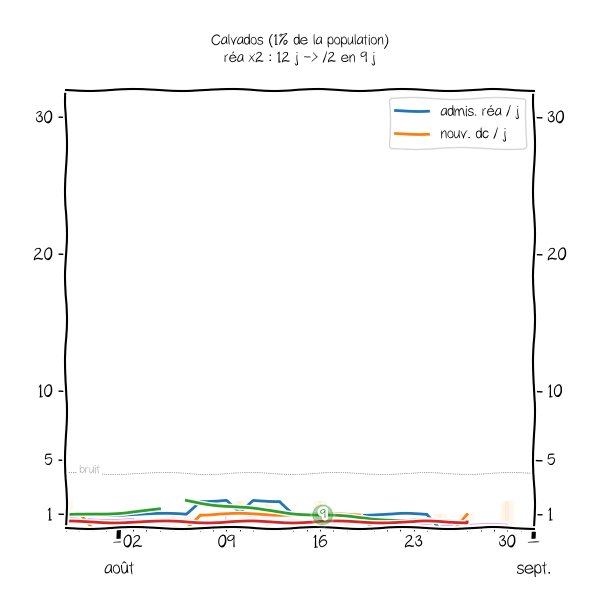 Calvados (1% de la population)
réa x2 : 12 j -> /2 en 9 j
admis. réa / j
nouv. dc / j
30
30
20
20
10
10
5
5
bruit
1
1
9
02
09
16
23
30
août
sept.